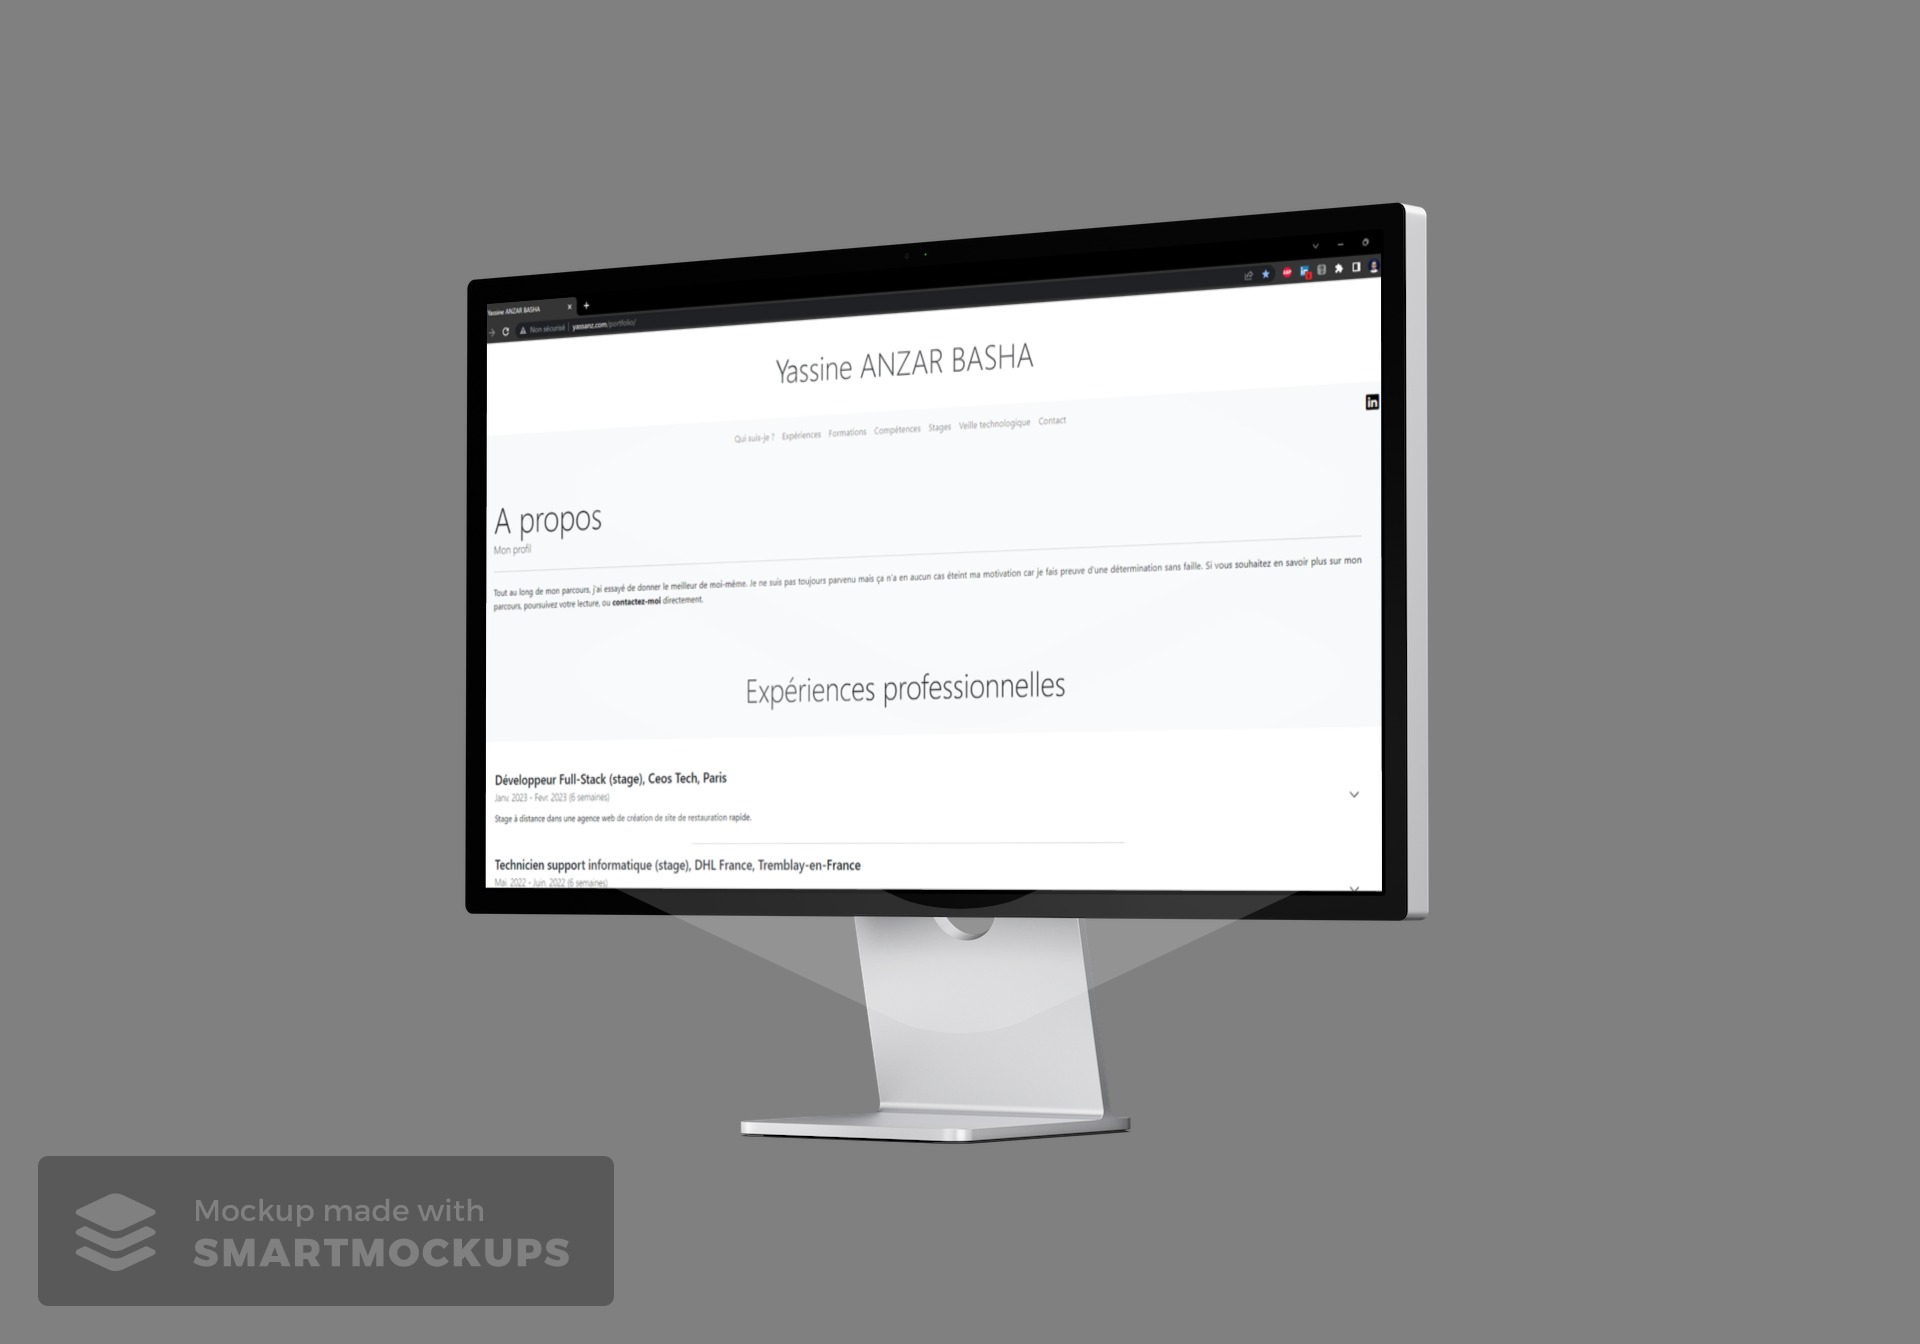 Yassine ANZAR BASHA
Non sécurisé | yassanz.com/portfolio/
Yassine ANZAR BASHA
in
Qui suis-je ? Expériences Formations Compétences Stages Veille technologique Contact
A propos
Mon profil
Tout au long de mon parcours, j'ai essayé de donner le meilleur de moi-même. Je ne suis pas toujours parvenu mais ça n'a en aucun cas éteint ma motivation car je fais preuve d'une détermination sans faille. Si vous souhaitez en savoir plus sur mon
parcours, poursuivez votre lecture, ou contactez-moi directement.
Expériences professionnelles
Développeur Full-Stack (stage), Ceos Tech, Paris
Janv. 2023 - Fevr. 2023 (6 semaines)
Stage à distance dans une agence web de création de site de restauration rapide.
Technicien support informatique (stage), DHL France, Tremblay-en-France
Mai. 2022 - Juin. 2022 (6 semaines)
Mockup made with
SMARTMOCKUPS